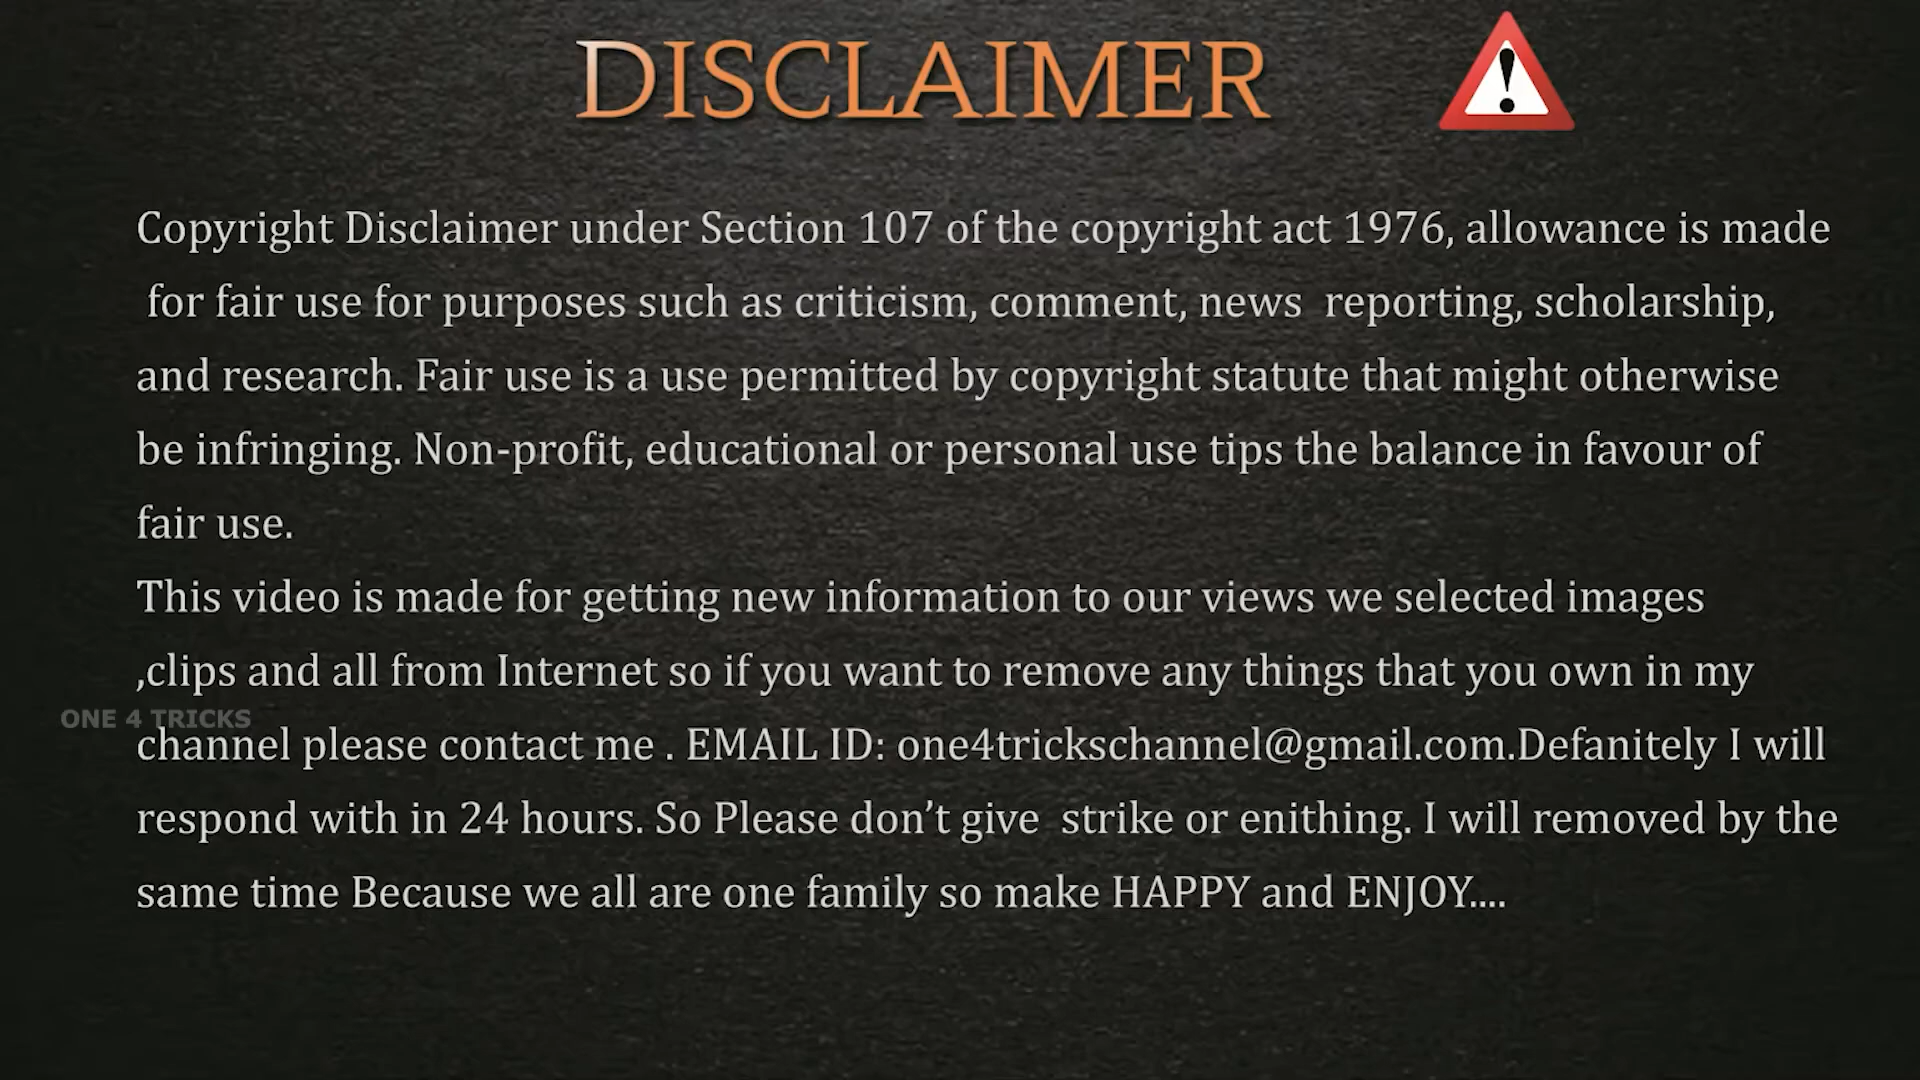 DISCLAIMER
Copyright Disclaimer under Section 107 of the copyright act 1976, allowance is made
for fair use for purposes such as criticism, comment, news  reporting, scholarship,
and research. Fair use is a use permitted by copyright statute that might otherwise
be infringing. Non-profit, educational or personal use tips the balance in favour of
fair use.
This video is made for getting new information to our views we selected images
,clips and all from Internet so if you want to remove any things that you own in my
ONE 4 TRICKS
channel please contact me . EMAIL ID: one4trickschannel@gmail.com.Defanitely I will
respond with in 24 hours. So Please don’t give  strike or enithing. I will removed by the
same time Because we all are one family so make HAPPY and ENJOY....